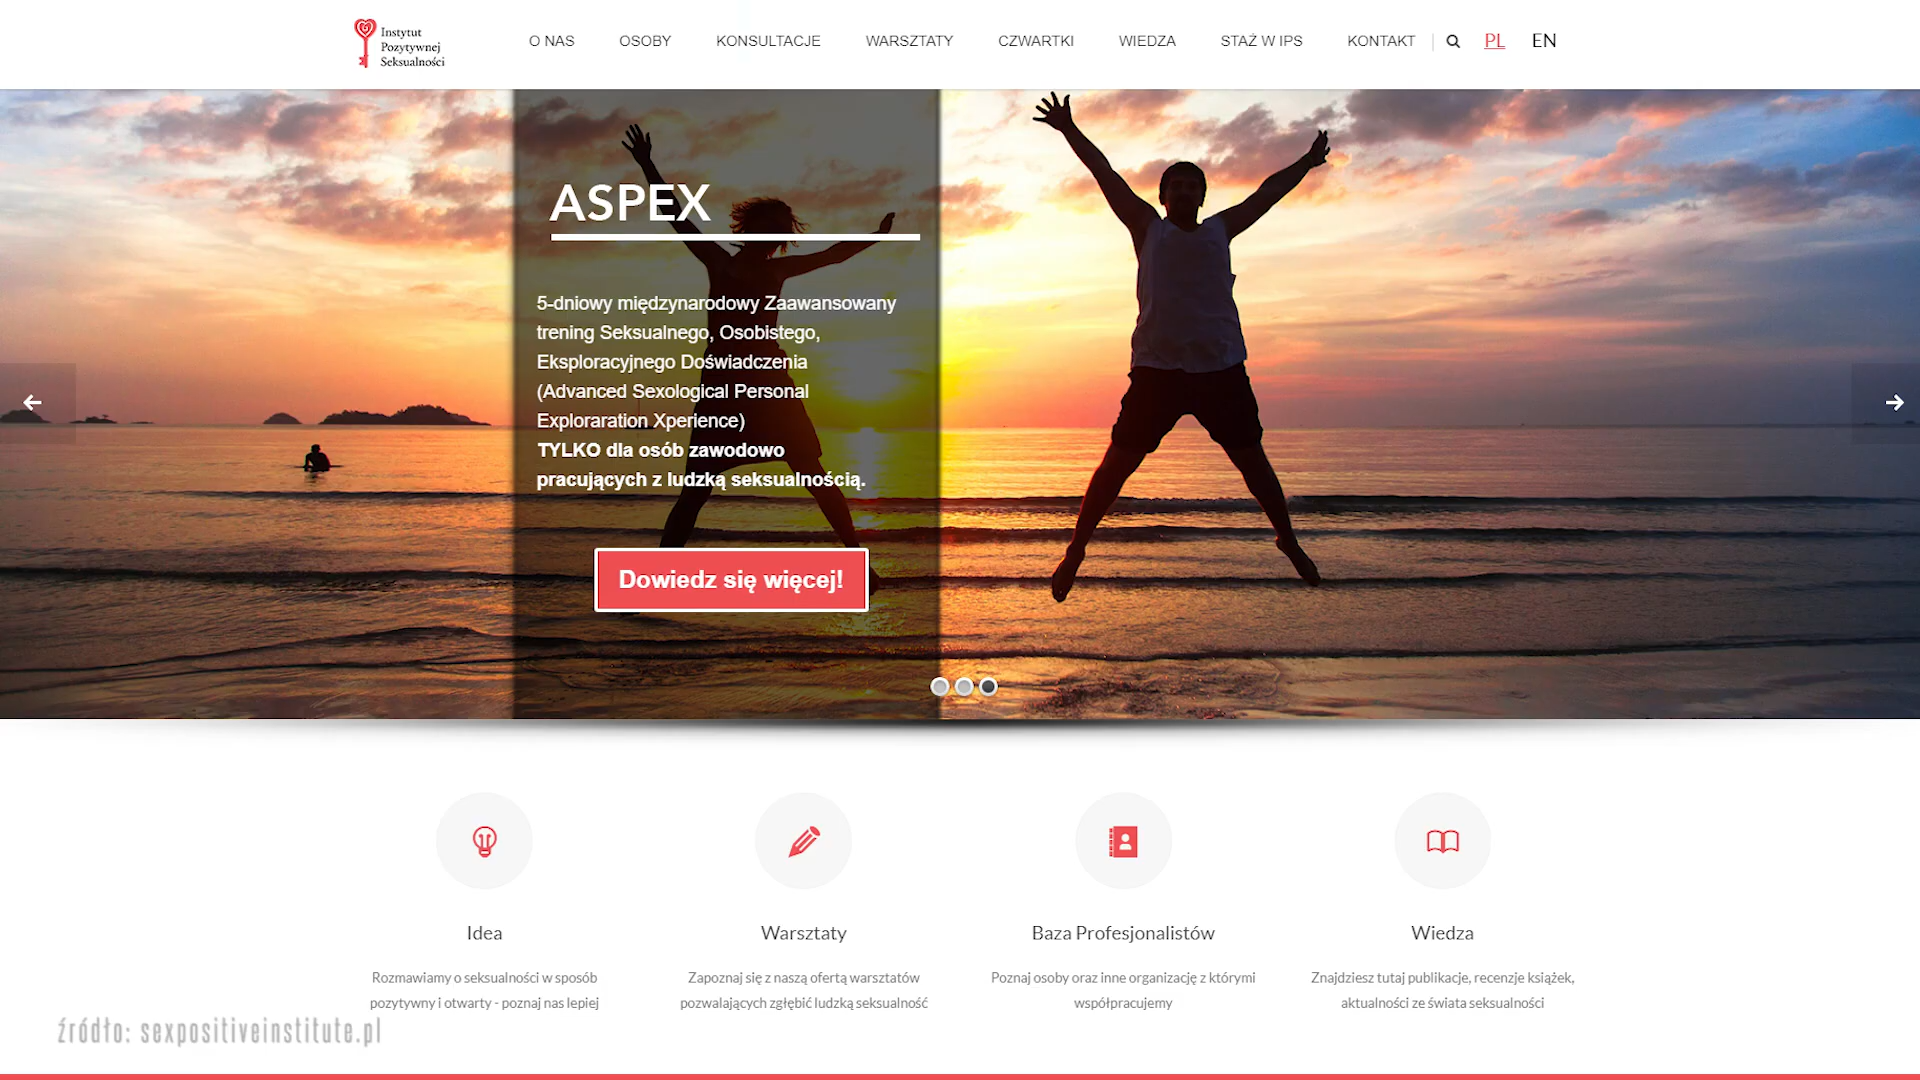 Instytut
Pozytywnej
Seksualności
O NAS
OSOBY
KONSULTACJE
WARSZTATY
CZWARTKI
WIEDZA
STAŻ W IPS
KONTAKT
PL
EN
ASPEX
5-dniowy międzynarodowy Zaawansowany
trening Seksualnego, Osobistego,
Eksploracyjnego Doświadczenia
(Advanced Sexological Personal
Exploraration Xperience)
TYLKO dla osób zawodowo
pracujących z ludzką seksualnością.
Dowiedz się więcej!
Idea
Rozmawiamy o seksualności w sposób
pozytywny i otwarty - poznaj nas lepiej
Warsztaty
Zapoznaj się z naszą ofertą warsztatów
pozwalających zgłębić ludzką seksualność
Baza Profesjonalistów
Poznaj osoby oraz inne organizację z którymi
współpracujemy
Wiedza
Znajdziesz tutaj publikacje, recenzje książek,
aktualności ze świata seksualności
źródło: sexpositiveinstitute.pl